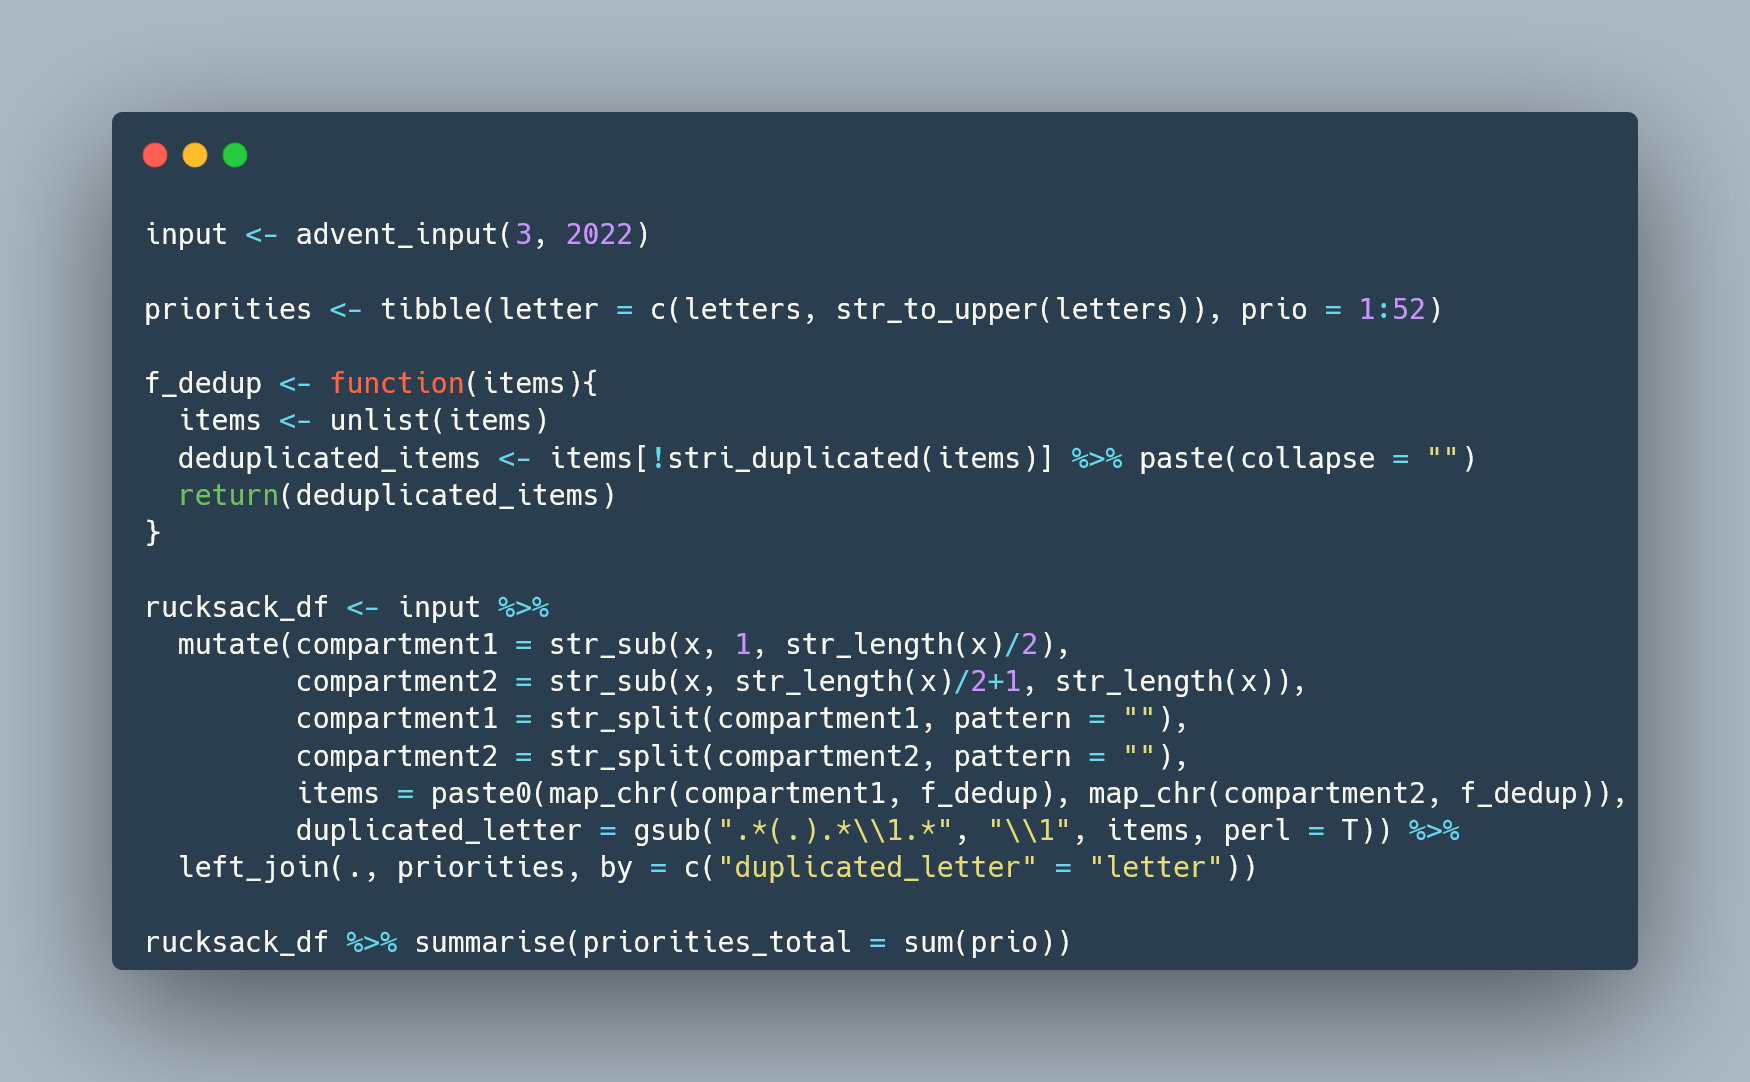 input <- advent_input(3, 2022)

priorities <- tibble(letter = c(letters, str_to_upper(letters)), prio = 1:52)

f_dedup <- function(items){
  items <- unlist(items)
  deduplicated_items <- items[!stri_duplicated(items)] %>% paste(collapse = "")
  return(deduplicated_items)
}

rucksack_df <- input %>%
  mutate(compartment1 = str_sub(x, 1, str_length(x)/2),
         compartment2 = str_sub(x, str_length(x)/2+1, str_length(x)),
         compartment1 = str_split(compartment1, pattern = ""),
         compartment2 = str_split(compartment2, pattern = ""),
         items = paste0(map_chr(compartment1, f_dedup), map_chr(compartment2, f_dedup)),
         duplicated_letter = gsub(".*(.).*\\1.*", "\\1", items, perl = T)) %>%
  left_join(., priorities, by = c("duplicated_letter" = "letter"))

rucksack_df %>% summarise(priorities_total = sum(prio))